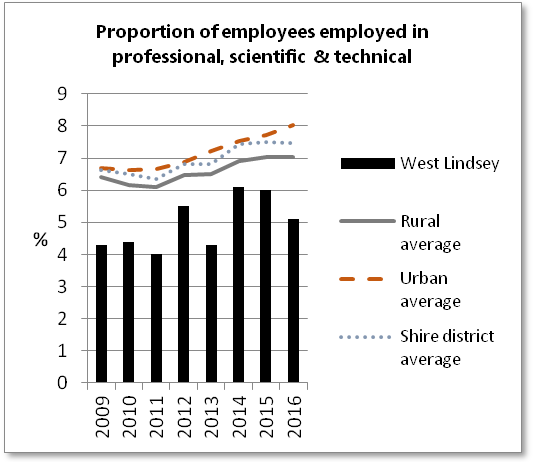 Proportion of employees employed in
professional, scientific & technical
9
8
7
6
5
4
3
2
1
0
%
2009
2010
2011
2012
2013
2014
2015
2016
West Lindsey
Rural
average
Urban
average
Shire district
average